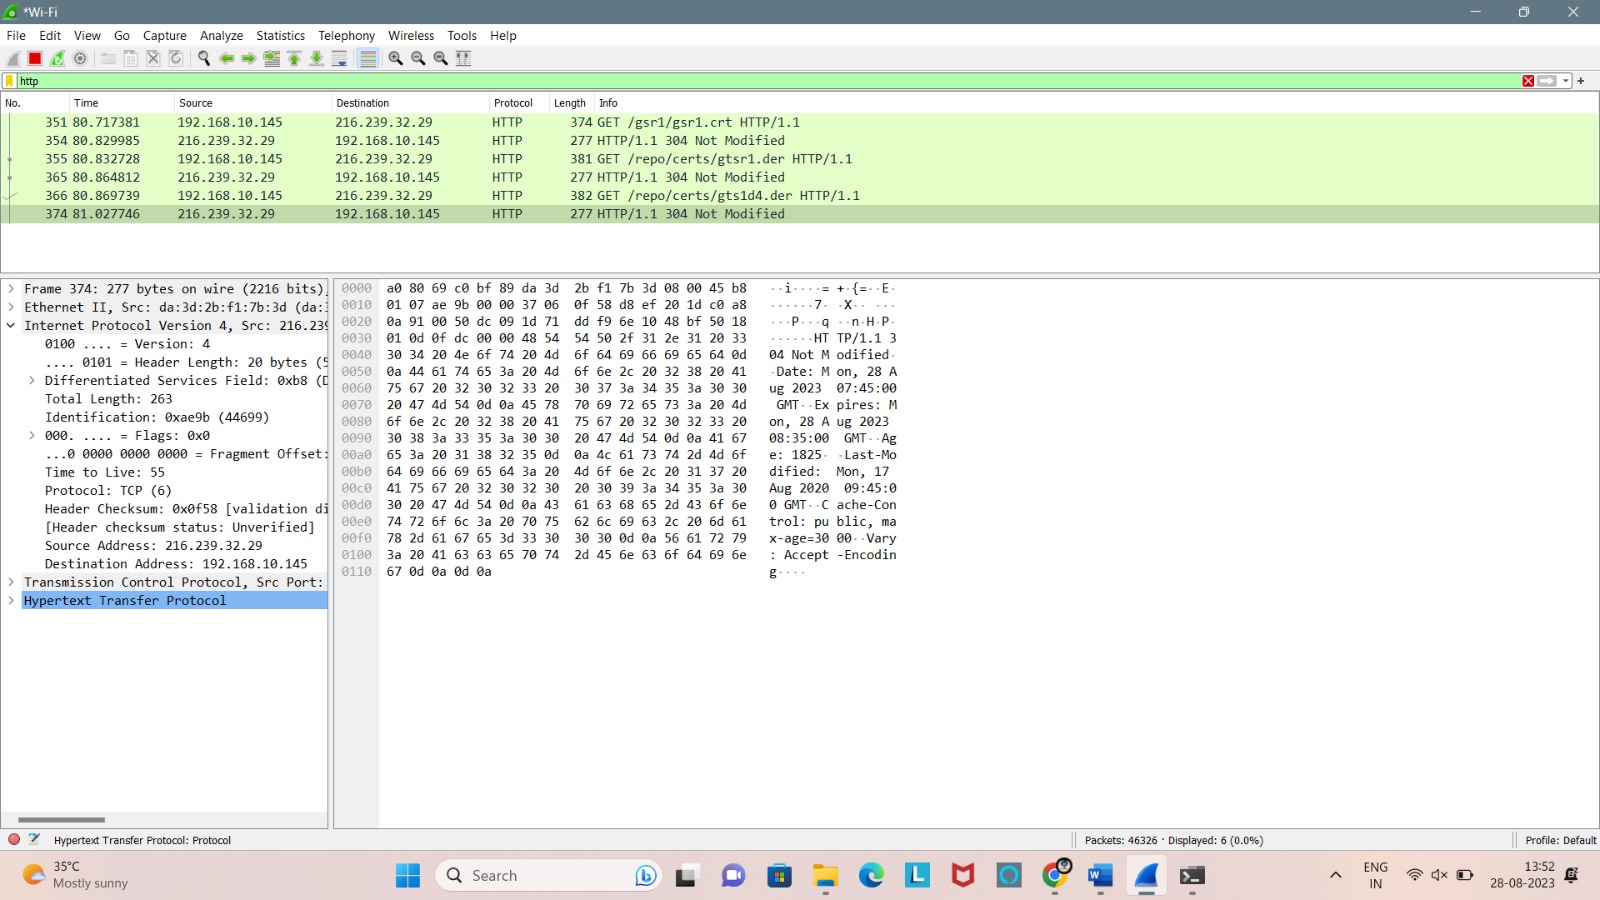 *Wi-Fi
File Edit View Go Capture Analyze Statistics Telephony Wireless Tools Help
http
No. Time Source Destination Protocol Length Info
351 80.717381 192.168.10.145 216.239.32.29 HTTP 374 GET /gsr1/gsr1.crt HTTP/1.1
354 80.829985 216.239.32.29 192.168.10.145 HTTP 277 HTTP/1.1 304 Not Modified
355 80.832728 192.168.10.145 216.239.32.29 HTTP 381 GET /repo/certs/gtsr1.der HTTP/1.1
365 80.864812 216.239.32.29 192.168.10.145 HTTP 277 HTTP/1.1 304 Not Modified
366 80.869739 192.168.10.145 216.239.32.29 HTTP 382 GET /repo/certs/gts1d4.der HTTP/1.1
374 81.027746 216.239.32.29 192.168.10.145 HTTP 277 HTTP/1.1 304 Not Modified
Frame 374: 277 bytes on wire (2216 bits),
Ethernet II, Src: da:3d:2b:f1:7b:3d (da:3
Internet Protocol Version 4, Src: 216.239
0100 .... = Version: 4
.... 0101 = Header Length: 20 bytes (5
Differentiated Services Field: 0xb8 (D
Total Length: 263
Identification: 0xae9b (44699)
000. .... = Flags: 0x0
...0 0000 0000 0000 = Fragment Offset:
Time to Live: 55
Protocol: TCP (6)
Header Checksum: 0x0f58 [validation di
[Header checksum status: Unverified]
Source Address: 216.239.32.29
Destination Address: 192.168.10.145
Transmission Control Protocol, Src Port:
Hypertext Transfer Protocol
0000 a0 80 69 c0 bf 89 da 3d 2b f1 7b 3d 08 00 45 b8 ··i····= +·{=··E·
0010 01 07 ae 9b 00 00 37 06 0f 58 d8 ef 20 1d c0 a8 ······7· ·X·· ···
0020 0a 91 00 50 dc 09 1d 71 dd f9 6e 10 48 bf 50 18 ···P···q ··n·H·P·
0030 01 0d 0f dc 00 00 48 54 54 50 2f 31 2e 31 20 33 ······HT TP/1.1 3
0040 30 34 20 4e 6f 74 20 4d 6f 64 69 66 69 65 64 0d 04 Not M odified·
0050 0a 44 61 74 65 3a 20 4d 6f 6e 2c 20 32 38 20 41 ·Date: M on, 28 A
0060 75 67 20 32 30 32 33 20 30 37 3a 34 35 3a 30 30 ug 2023 07:45:00
0070 20 47 4d 54 0d 0a 45 78 70 69 72 65 73 3a 20 4d GMT··Ex pires: M
0080 6f 6e 2c 20 32 38 20 41 75 67 20 32 30 32 33 20 on, 28 A ug 2023
0090 30 38 3a 33 35 3a 30 30 20 47 4d 54 0d 0a 41 67 08:35:00 GMT··Ag
00a0 65 3a 20 31 38 32 35 0d 0a 4c 61 73 74 2d 4d 6f e: 1825· ·Last-Mo
00b0 64 69 66 69 65 64 3a 20 4d 6f 6e 2c 20 31 37 20 dified: Mon, 17
00c0 41 75 67 20 32 30 32 30 20 30 39 3a 34 35 3a 30 Aug 2020 09:45:0
00d0 30 20 47 4d 54 0d 0a 43 61 63 68 65 2d 43 6f 6e 0 GMT··C ache-Con
00e0 74 72 6f 6c 3a 20 70 75 62 6c 69 63 2c 20 6d 61 trol: pu blic, ma
00f0 78 2d 61 67 65 3d 33 30 30 30 0d 0a 56 61 72 79 x-age=30 00··Vary
0100 3a 20 41 63 63 65 70 74 2d 45 6e 63 6f 64 69 6e : Accept -Encodin
0110 67 0d 0a 0d 0a g····
Hypertext Transfer Protocol: Protocol
Packets: 46326 · Displayed: 6 (0.0%)
Profile: Default
35°C
Mostly sunny
Search
ENG
IN
13:52
28-08-2023